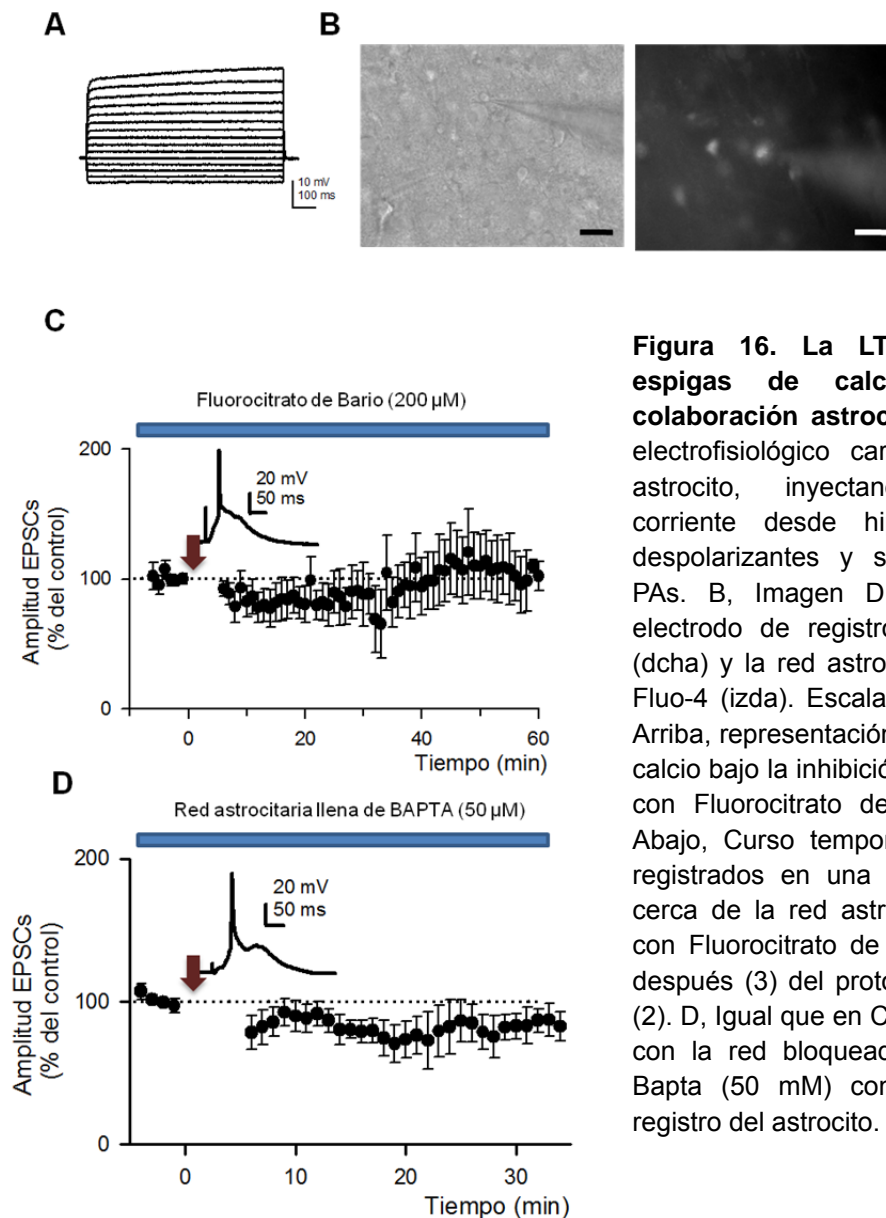 A
B
10 mV
100 ms
C
Fluorocitrato de Bario (200 µM)
200
20 mV
50 ms
100
0
Amplitud EPSCs
(% del control)
0 20 40 60
Tiempo (min)
D
Red astrocitaria llena de BAPTA (50 µM)
200
20 mV
50 ms
100
0
Amplitud EPSCs
(% del control)
0 10 20 30
Tiempo (min)
Figura 16. La LT
espigas de calc
colaboración astroc
electrofisiológico car
astrocito, inyectan
corriente desde hi
despolarizantes y s
PAs. B, Imagen D
electrodo de registro
(dcha) y la red astro
Fluo-4 (izda). Escala
Arriba, representación
calcio bajo la inhibició
con Fluorocitrato de
Abajo, Curso tempor
registrados en una
cerca de la red astr
con Fluorocitrato de
después (3) del proto
(2). D, Igual que en C
con la red bloqueac
Bapta (50 mM) con
registro del astrocito.